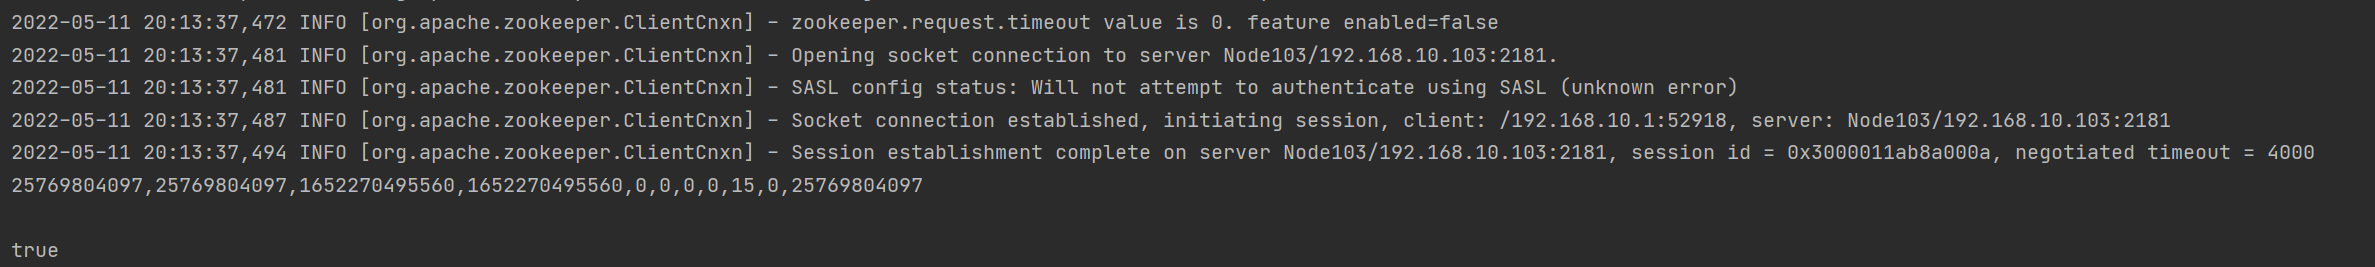 2022-05-11 20:13:37,472 INFO [org.apache.zookeeper.ClientCnxn] - zookeeper.request.timeout value is 0. feature enabled=false
2022-05-11 20:13:37,481 INFO [org.apache.zookeeper.ClientCnxn] - Opening socket connection to server Node103/192.168.10.103:2181.
2022-05-11 20:13:37,481 INFO [org.apache.zookeeper.ClientCnxn] - SASL config status: Will not attempt to authenticate using SASL (unknown error)
2022-05-11 20:13:37,487 INFO [org.apache.zookeeper.ClientCnxn] - Socket connection established, initiating session, client: /192.168.10.1:52918, server: Node103/192.168.10.103:2181
2022-05-11 20:13:37,494 INFO [org.apache.zookeeper.ClientCnxn] - Session establishment complete on server Node103/192.168.10.103:2181, session id = 0x3000011ab8a000a, negotiated timeout = 4000
25769804097,25769804097,1652270495560,1652270495560,0,0,0,0,15,0,25769804097
true